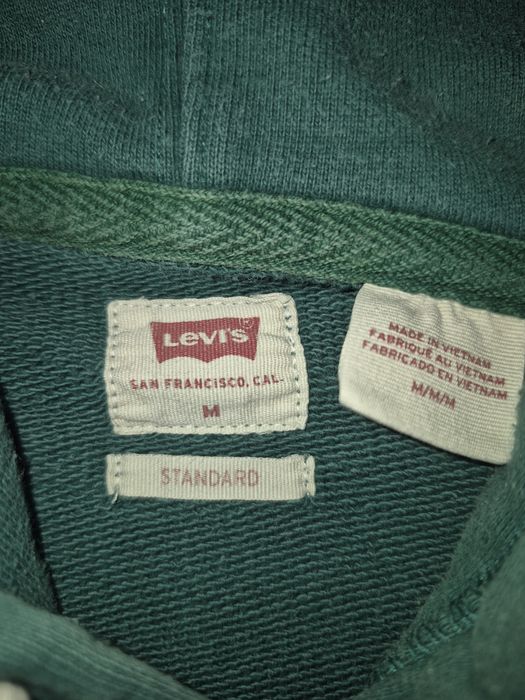 Levi's
SAN FRANCISCO, CAL.
M
STANDARD
MADE IN VIETNAM
FABRIQUÉ AU VIETNAM
FABRICADO EN VIETNAM
M/M/M